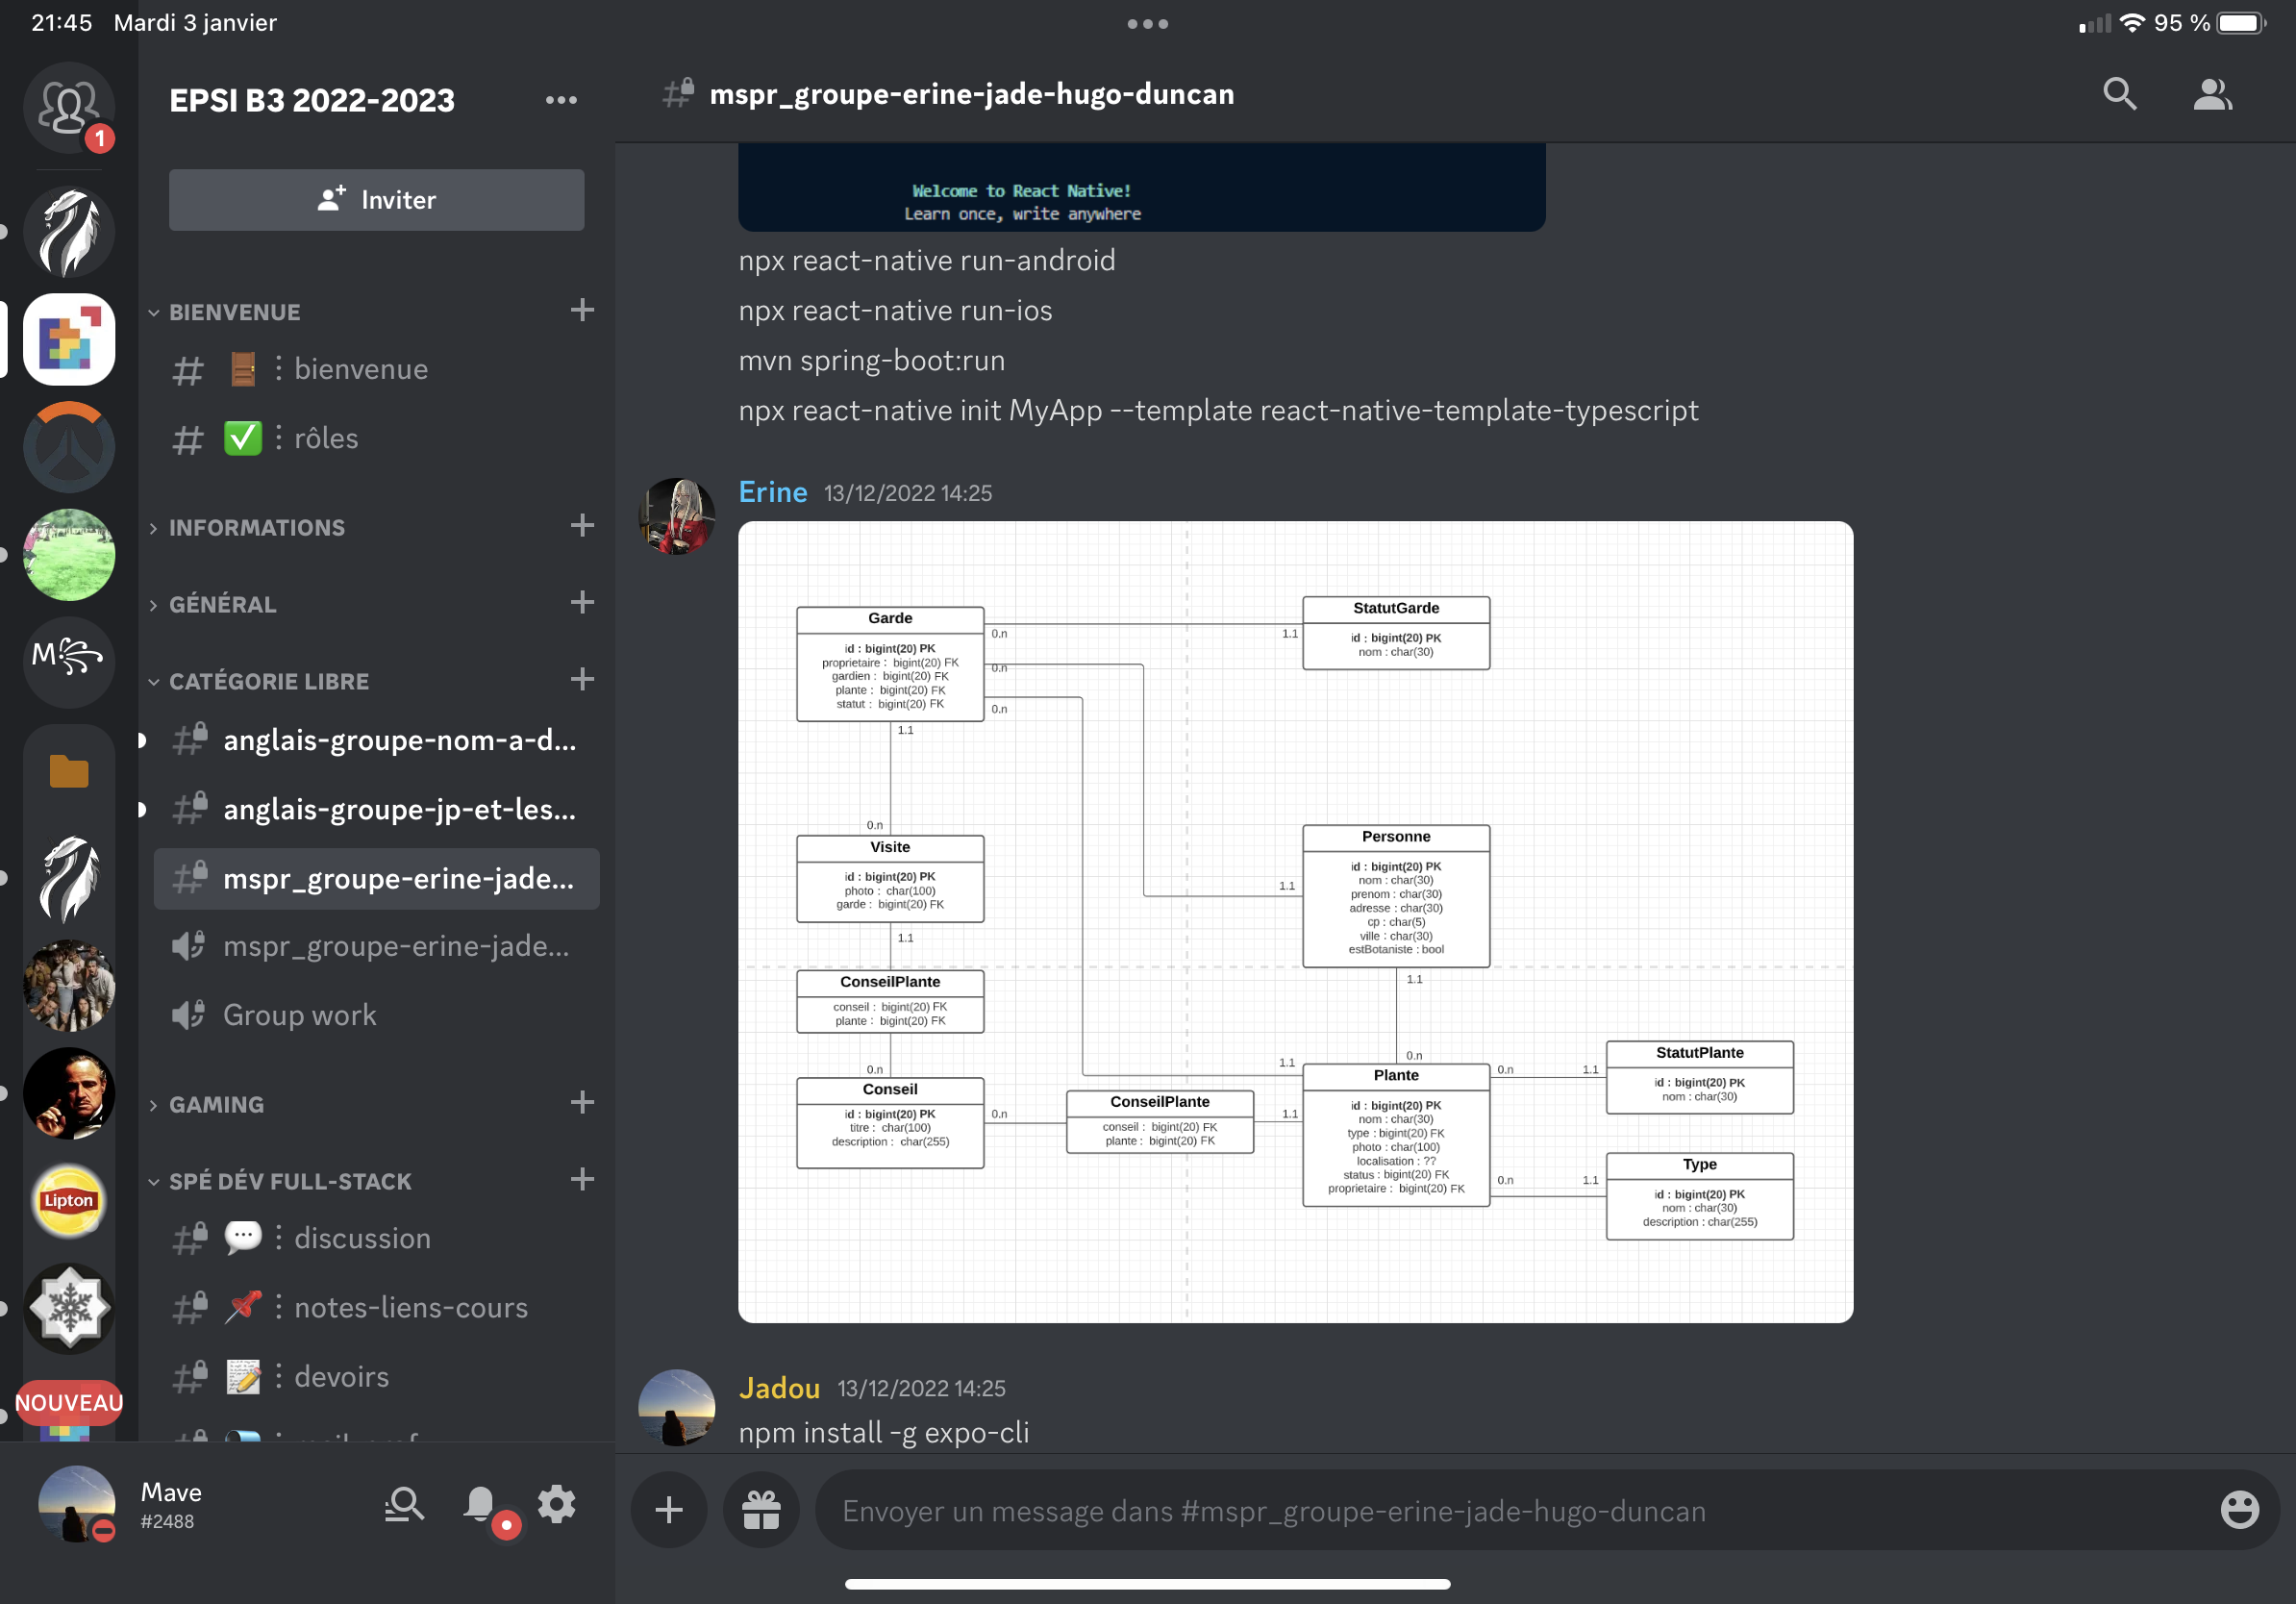 21:45 Mardi 3 janvier
95 %
1
EPSI B3 2022-2023
Inviter
BIENVENUE
bienvenue
rôles
INFORMATIONS
GÉNÉRAL
CATÉGORIE LIBRE
anglais-groupe-nom-a-d...
anglais-groupe-jp-et-les...
mspr_groupe-erine-jade...
mspr_groupe-erine-jade...
Group work
GAMING
SPÉ DÉV FULL-STACK
discussion
notes-liens-cours
devoirs
M
Lipton
NOUVEAU
Mave
#2488
mspr_groupe-erine-jade-hugo-duncan
Welcome to React Native!
Learn once, write anywhere
npx react-native run-android
npx react-native run-ios
mvn spring-boot:run
npx react-native init MyApp --template react-native-template-typescript
Erine 13/12/2022 14:25
Garde
id : bigint(20) PK
proprietaire : bigint(20) FK
gardien : bigint(20) FK
plante : bigint(20) FK
statut : bigint(20) FK
0.n
1.1
0.n
0.n
1.1
StatutGarde
id : bigint(20) PK
nom : char(30)
0.n
Visite
id : bigint(20) PK
photo : char(100)
garde : bigint(20) FK
1.1
Personne
id : bigint(20) PK
nom : char(30)
prenom : char(30)
adresse : char(30)
cp : char(5)
ville : char(30)
estBotaniste : bool
1.1
1.1
ConseilPlante
conseil : bigint(20) FK
plante : bigint(20) FK
0.n
Conseil
id : bigint(20) PK
titre : char(100)
description : char(255)
0.n
ConseilPlante
conseil : bigint(20) FK
plante : bigint(20) FK
1.1
1.1
0.n
Plante
id : bigint(20) PK
nom : char(30)
type : bigint(20) FK
photo : char(100)
localisation : ??
status : bigint(20) FK
proprietaire : bigint(20) FK
0.n
1.1
StatutPlante
id : bigint(20) PK
nom : char(30)
0.n
1.1
Type
id : bigint(20) PK
nom : char(30)
description : char(255)
Jadou 13/12/2022 14:25
npm install -g expo-cli
Envoyer un message dans #mspr_groupe-erine-jade-hugo-duncan